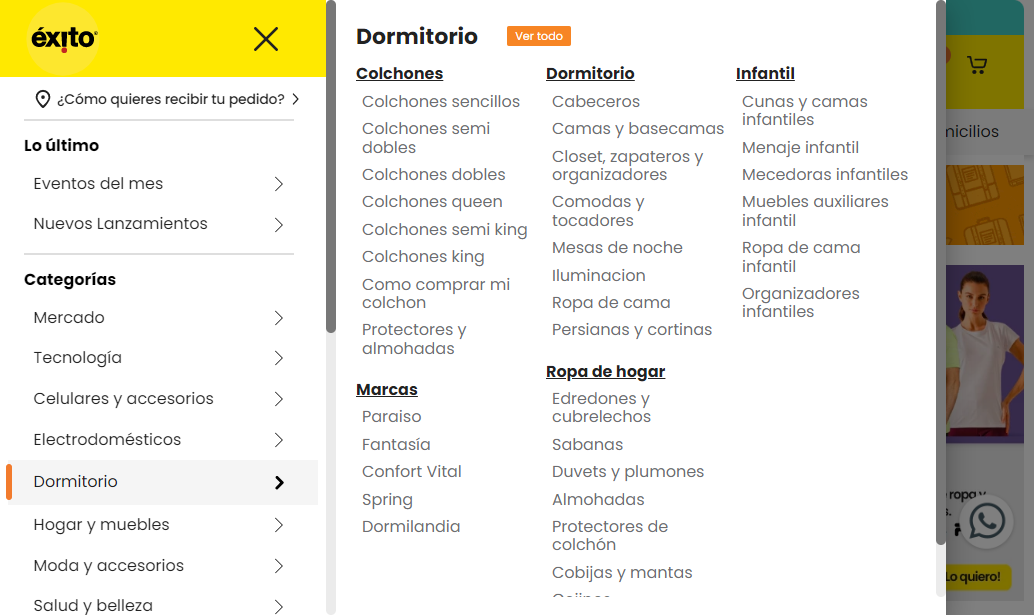 éxito
¿Cómo quieres recibir tu pedido?
Lo último
Eventos del mes
Nuevos Lanzamientos
Categorías
Mercado
Tecnología
Celulares y accesorios
Electrodomésticos
Dormitorio
Hogar y muebles
Moda y accesorios
Salud y belleza
Dormitorio
Ver todo
Colchones
Colchones sencillos
Colchones semi
dobles
Colchones dobles
Colchones queen
Colchones semi king
Colchones king
Como comprar mi
colchon
Protectores y
almohadas
Marcas
Paraiso
Fantasía
Confort Vital
Spring
Dormilandia
Dormitorio
Cabeceros
Camas y basecamas
Closet, zapateros y
organizadores
Comodas y
tocadores
Mesas de noche
Iluminacion
Ropa de cama
Persianas y cortinas
Ropa de hogar
Edredones y
cubrelechos
Sabanas
Duvets y plumones
Almohadas
Protectores de
colchón
Cobijas y mantas
Infantil
Cunas y camas
infantiles
Menaje infantil
Mecedoras infantiles
Muebles auxiliares
infantil
Ropa de cama
infantil
Organizadores
infantiles
micilios
ropa y
s.
Lo quiero!